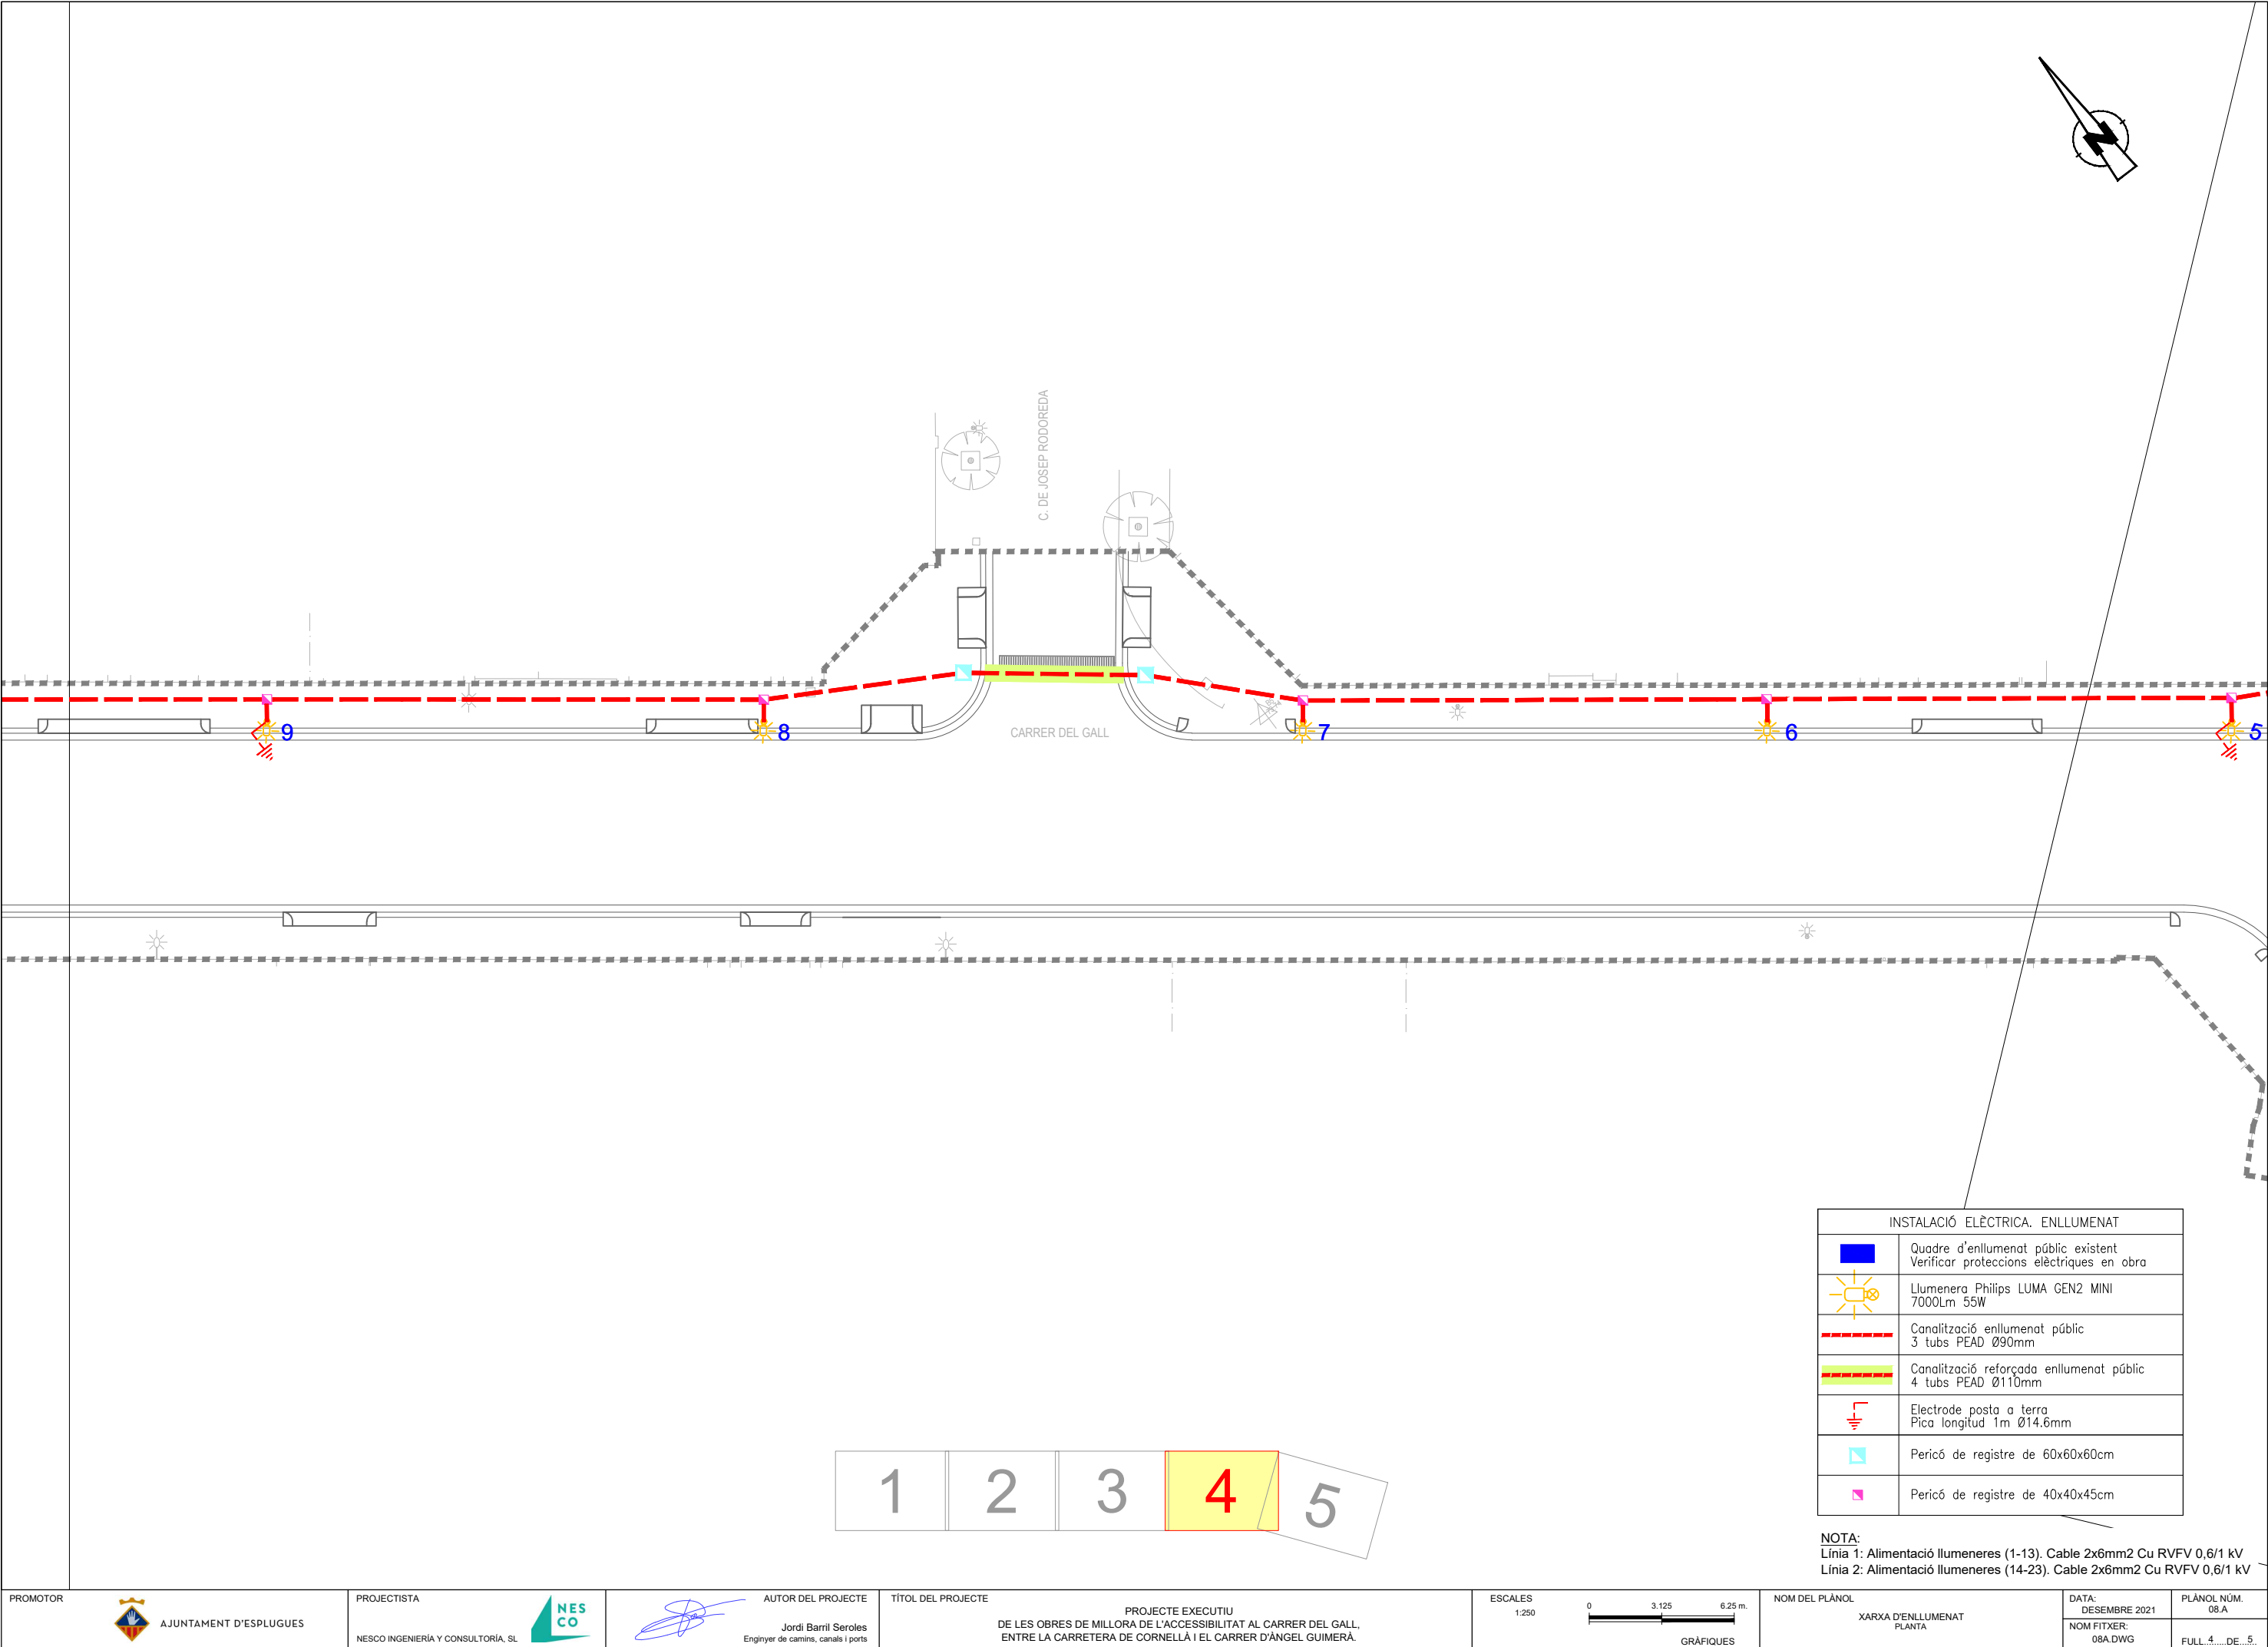 C. DE JOSEP RODOREDA
CARRER DEL GALL
9
8
7
6
5
INSTALACIÓ ELÈCTRICA. ENLLUMENAT
Quadre d'enllumenat públic existent
Verificar proteccions elèctriques en obra
Llumenera Philips LUMA GEN2 MINI
7000Lm 55W
Canalització enllumenat públic
3 tubs PEAD Ø90mm
Canalització reforçada enllumenat públic
4 tubs PEAD Ø110mm
Electrode posta a terra
Pica longitud 1m Ø14.6mm
Pericó de registre de 60x60x60cm
Pericó de registre de 40x40x45cm
1 2 3 4 5
NOTA:
Línia 1: Alimentació llumeneres (1-13). Cable 2x6mm2 Cu RVFV 0,6/1 kV
Línia 2: Alimentació llumeneres (14-23). Cable 2x6mm2 Cu RVFV 0,6/1 kV
PROMOTOR
AJUNTAMENT D'ESPLUGUES
PROJECTISTA
NESCO INGENIERÍA Y CONSULTORÍA, SL
NES
CO
AUTOR DEL PROJECTE
Jordi Barril Seroles
Enginyer de camins, canals i ports
TÍTOL DEL PROJECTE
PROJECTE EXECUTIU
DE LES OBRES DE MILLORA DE L'ACCESSIBILITAT AL CARRER DEL GALL,
ENTRE LA CARRETERA DE CORNELLÀ I EL CARRER D'ÀNGEL GUIMERÀ.
ESCALES
1:250
0 3.125 6.25 m.
GRÀFIQUES
NOM DEL PLÀNOL
XARXA D'ENLLUMENAT
PLANTA
DATA:
DESEMBRE 2021
NOM FITXER:
08A.DWG
PLÀNOL NÚM.
08.A
FULL 4 DE 5